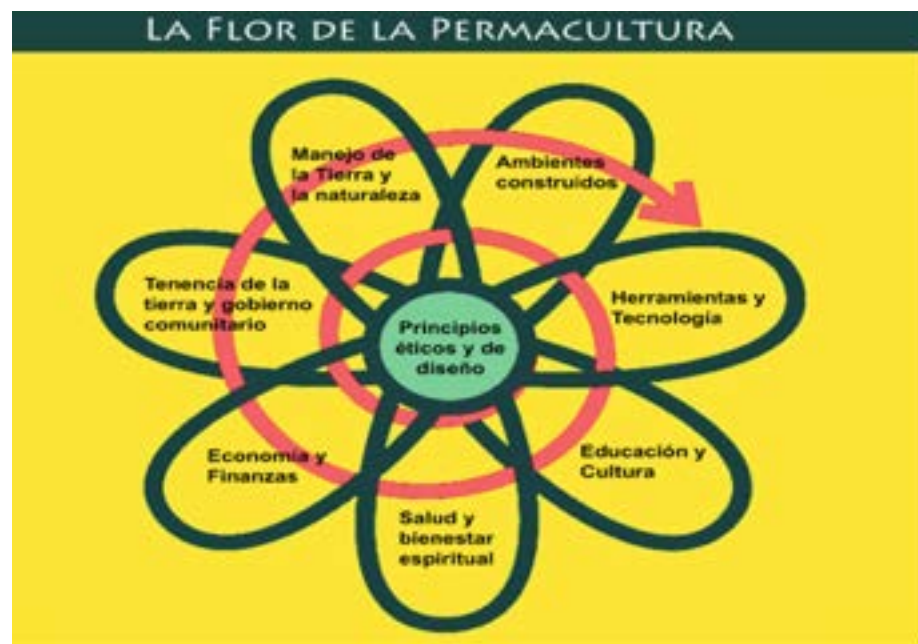 LA FLOR DE LA PERMACULTURA
Manejo de
la Tierra y
la naturaleza
Ambientes
construidos
Herramientas y
Tecnología
Educación y
Cultura
Salud y
bienestar
espiritual
Economía y
Finanzas
Tenencia de la
tierra y gobierno
comunitario
Principios
éticos y de
diseño